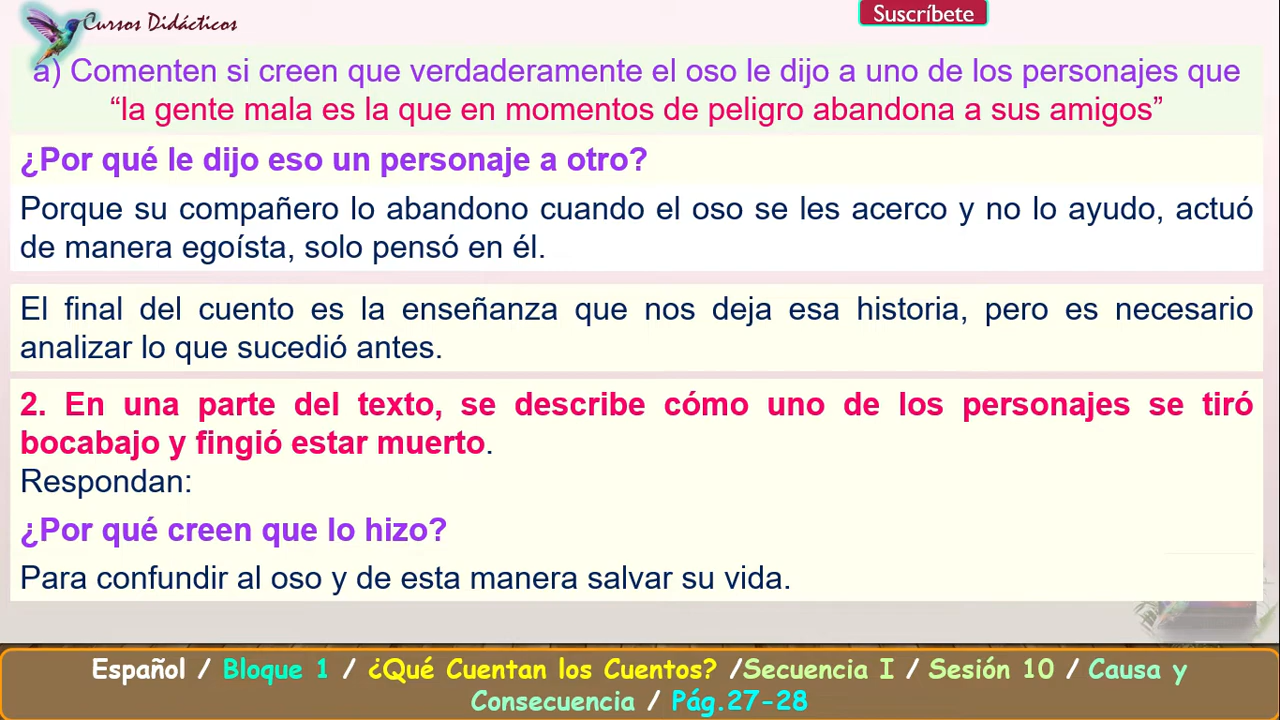 Cursos Didácticos
Suscríbete
a) Comenten si creen que verdaderamente el oso le dijo a uno de los personajes que
“la gente mala es la que en momentos de peligro abandona a sus amigos”
¿Por qué le dijo eso un personaje a otro?
Porque su compañero lo abandono cuando el oso se les acerco y no lo ayudo, actuó
de manera egoísta, solo pensó en él.
El final del cuento es la enseñanza que nos deja esa historia, pero es necesario
analizar lo que sucedió antes.
2. En una parte del texto, se describe cómo uno de los personajes se tiró
bocabajo y fingió estar muerto.
Respondan:
¿Por qué creen que lo hizo?
Para confundir al oso y de esta manera salvar su vida.
Español / Bloque 1 / ¿Qué Cuentan los Cuentos? /Secuencia I / Sesión 10 / Causa y
Consecuencia / Pág.27-28